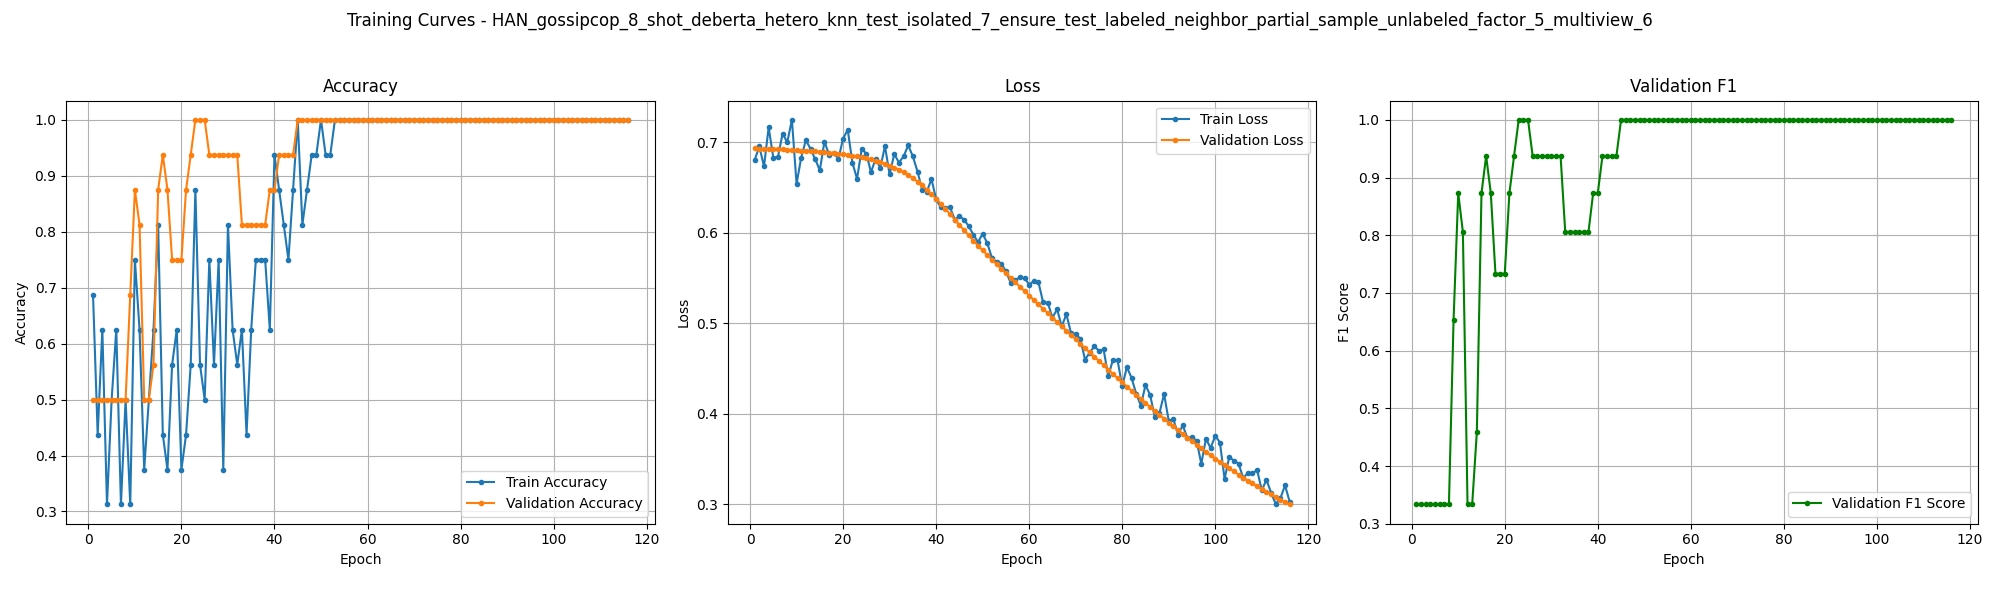 Training Curves - HAN_gossipcop_8_shot_deberta_hetero_knn_test_isolated_7_ensure_test_labeled_neighbor_partial_sample_unlabeled_factor_5_multiview_6
Accuracy
1.0
0.9
0.8
0.7
0.6
0.5
0.4
0.3
Accuracy
Train Accuracy
Validation Accuracy
0 20 40 60 80 100 120
Epoch
Loss
0.7
0.6
0.5
0.4
0.3
Loss
Train Loss
Validation Loss
0 20 40 60 80 100 120
Epoch
Validation F1
1.0
0.9
0.8
0.7
0.6
0.5
0.4
0.3
F1 Score
Validation F1 Score
0 20 40 60 80 100 120
Epoch